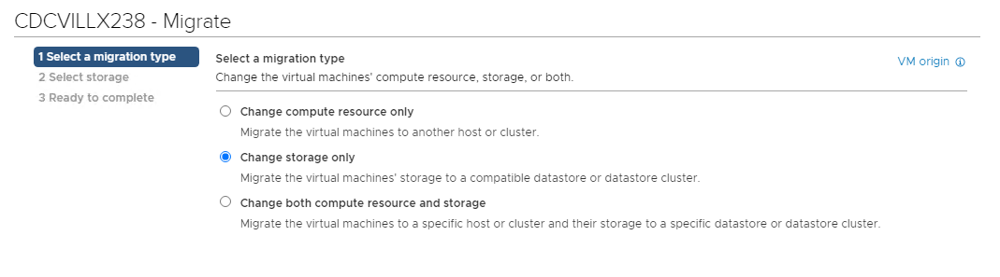 CDCVILLX238 - Migrate
1 Select a migration type
2 Select storage
3 Ready to complete
Select a migration type
VM origin
Change the virtual machines' compute resource, storage, or both.
Change compute resource only
Migrate the virtual machines to another host or cluster.
Change storage only
Migrate the virtual machines' storage to a compatible datastore or datastore cluster.
Change both compute resource and storage
Migrate the virtual machines to a specific host or cluster and their storage to a specific datastore or datastore cluster.